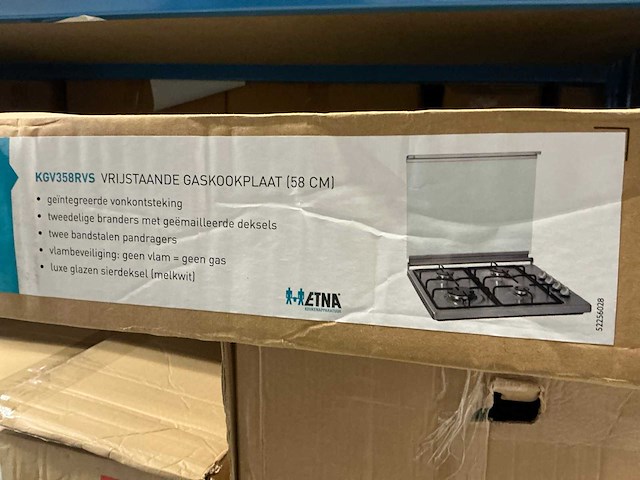 KGV358RVS VRIJSTAANDE GASKOOKPLAAT (58 CM)
• geïntegreerde vonkontsteking
• tweedelige branders met geëmailleerde deksels
• twee bandstalen pandragers
• vlambeveiliging: geen vlam = geen gas
• luxe glazen sierdeksel (melkwit)
ETNA
KEUKENAPPARATUUR
52256028